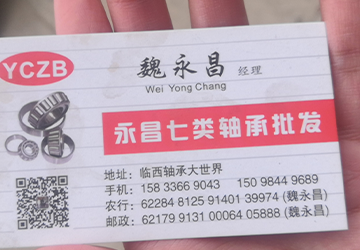 YCZB
魏永昌 经理
Wei Yong Chang
永昌七类轴承批发
地址: 临西轴承大世界
手机: 158 3366 9043 150 9844 9689
农行: 62284 8125 91401 39974 (魏永昌)
邮政: 62179 9131 00064 05888 (魏永昌)